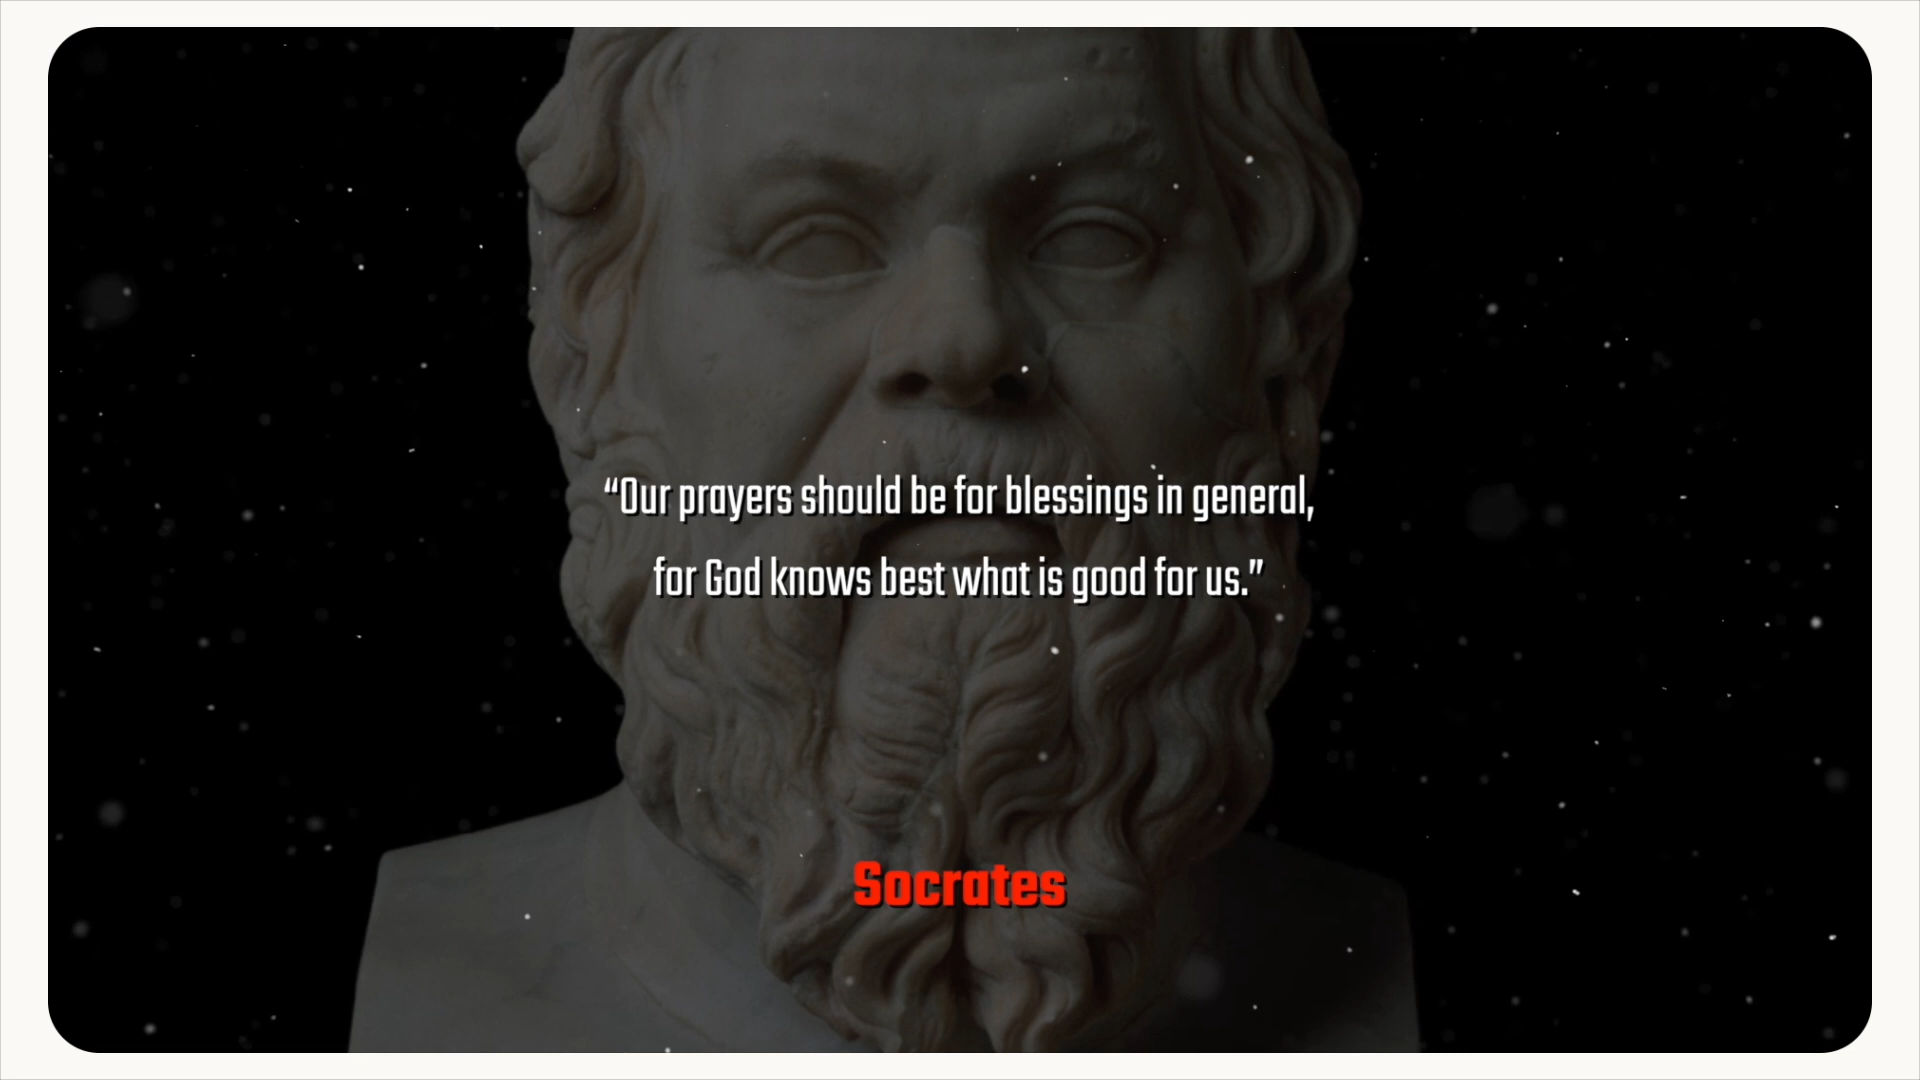 “Our prayers should be for blessings in general,
for God knows best what is good for us.”
Socrates